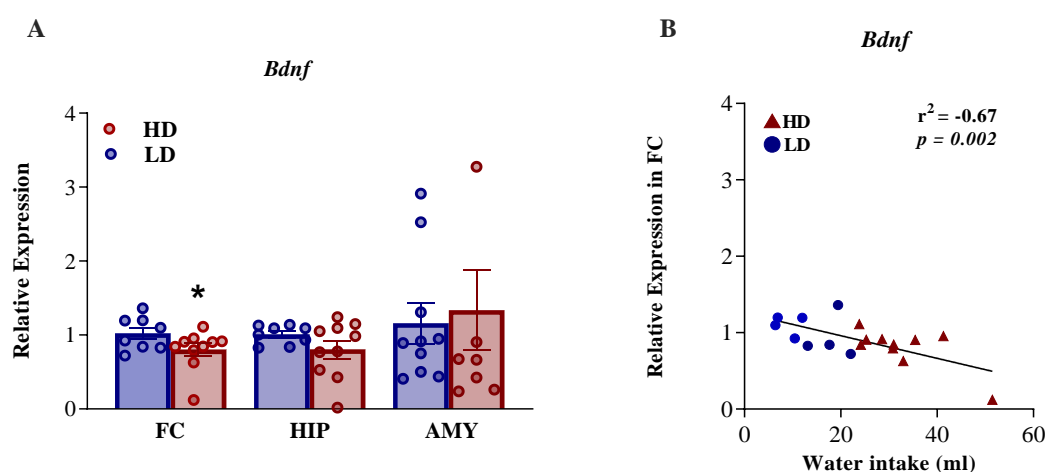 A
Bdnf
HD
LD
4
3
2
1
0
Relative Expression
*
FC HIP AMY
B
Bdnf
HD
LD
r² = -0.67
p = 0.002
4
3
2
1
0
Relative Expression in FC
0 20 40 60
Water intake (ml)